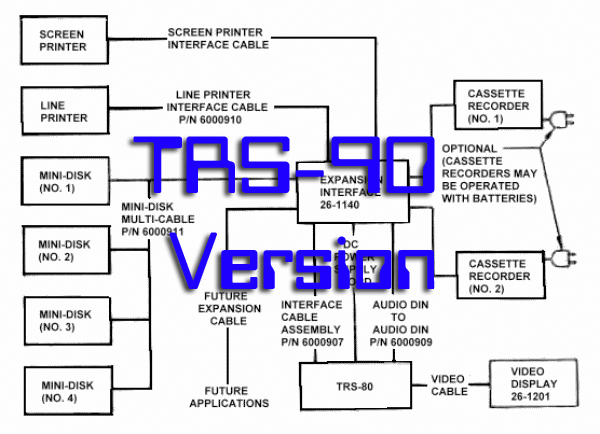 SCREEN
PRINTER
SCREEN PRINTER
INTERFACE CABLE
LINE
PRINTER
LINE PRINTER
INTERFACE CABLE
P/N 6000910
CASSETTE
RECORDER
(NO. 1)
TRS-90
Version
OPTIONAL
(CASSETTE
RECORDERS MAY
BE OPERATED
WITH BATTERIES)
MINI-DISK
(NO. 1)
MINI-DISK
MULTI-CABLE
P/N 6000911
EXPANSION
INTERFACE
26-1140
MINI-DISK
(NO. 2)
DC
POWER
SUPPLY
CASSETTE
RECORDER
(NO. 2)
FUTURE
EXPANSION
CABLE
INTERFACE
CABLE
ASSEMBLY
P/N 6000907
AUDIO DIN
TO
AUDIO DIN
P/N 6000909
MINI-DISK
(NO. 3)
MINI-DISK
(NO. 4)
FUTURE
APPLICATIONS
TRS-80
VIDEO
CABLE
VIDEO
DISPLAY
26-1201